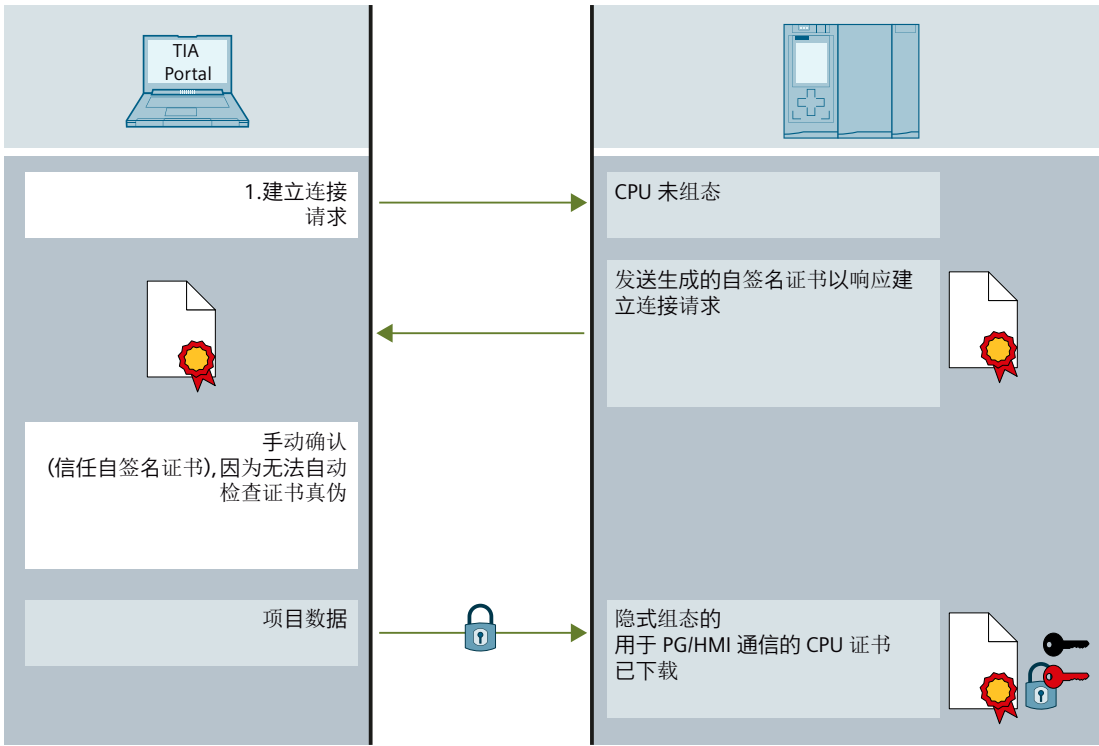 TIA
Portal
1.建立连接
请求
CPU 未组态
发送生成的自签名证书以响应建
立连接请求
手动确认
(信任自签名证书),因为无法自动
检查证书真伪
项目数据
隐式组态的
用于 PG/HMI 通信的 CPU 证书
已下载